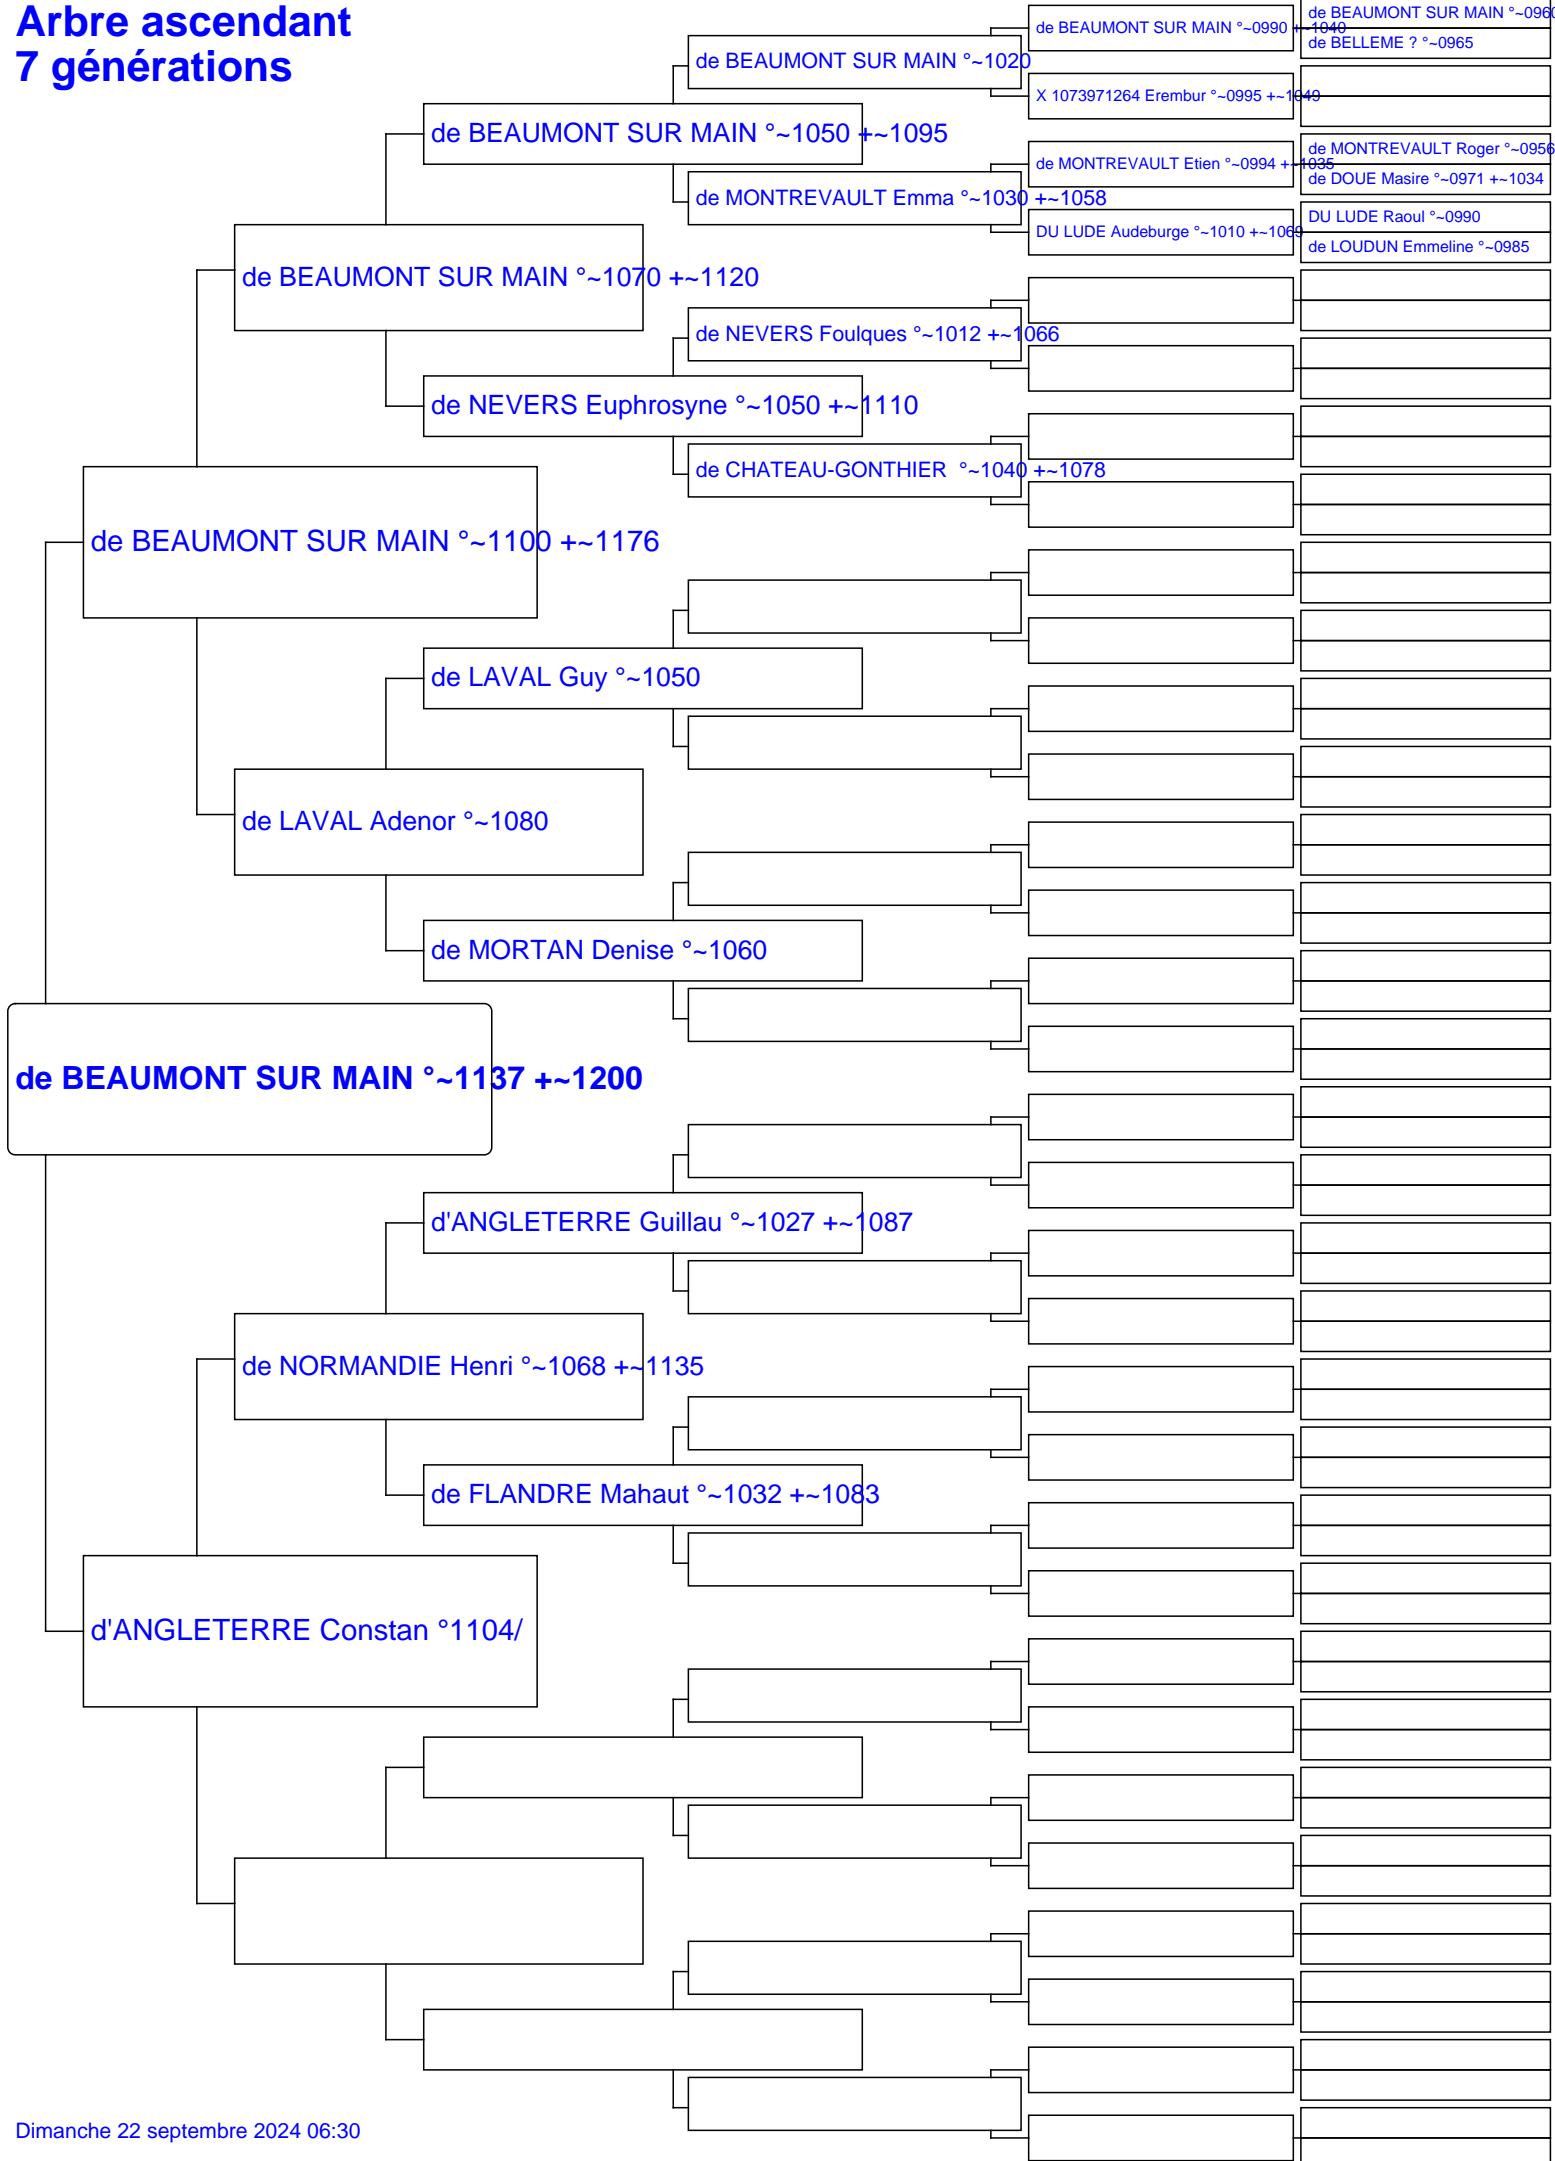 Arbre ascendant
7 générations
de BEAUMONT SUR MAIN °~0960
de BEAUMONT SUR MAIN °~0990 +~1040
de BELLEME ? °~0965
de BEAUMONT SUR MAIN °~1020
X 1073971264 Erembur °~0995 +~1049
de BEAUMONT SUR MAIN °~1050 +~1095
de MONTREVAULT Roger °~0956
de MONTREVAULT Etien °~0994 +~1035
de DOUE Masire °~0971 +~1034
de MONTREVAULT Emma °~1030 +~1058
DU LUDE Raoul °~0990
DU LUDE Audeburge °~1010 +~1069
de LOUDUN Emmeline °~0985
de BEAUMONT SUR MAIN °~1070 +~1120
de NEVERS Foulques °~1012 +~1066
de NEVERS Euphrosyne °~1050 +~1110
de CHATEAU-GONTHIER °~1040 +~1078
de BEAUMONT SUR MAIN °~1100 +~1176
de LAVAL Guy °~1050
de LAVAL Adenor °~1080
de MORTAN Denise °~1060
de BEAUMONT SUR MAIN °~1137 +~1200
d'ANGLETERRE Guillau °~1027 +~1087
de NORMANDIE Henri °~1068 +~1135
de FLANDRE Mahaut °~1032 +~1083
d'ANGLETERRE Constan °1104/
Dimanche 22 septembre 2024 06:30